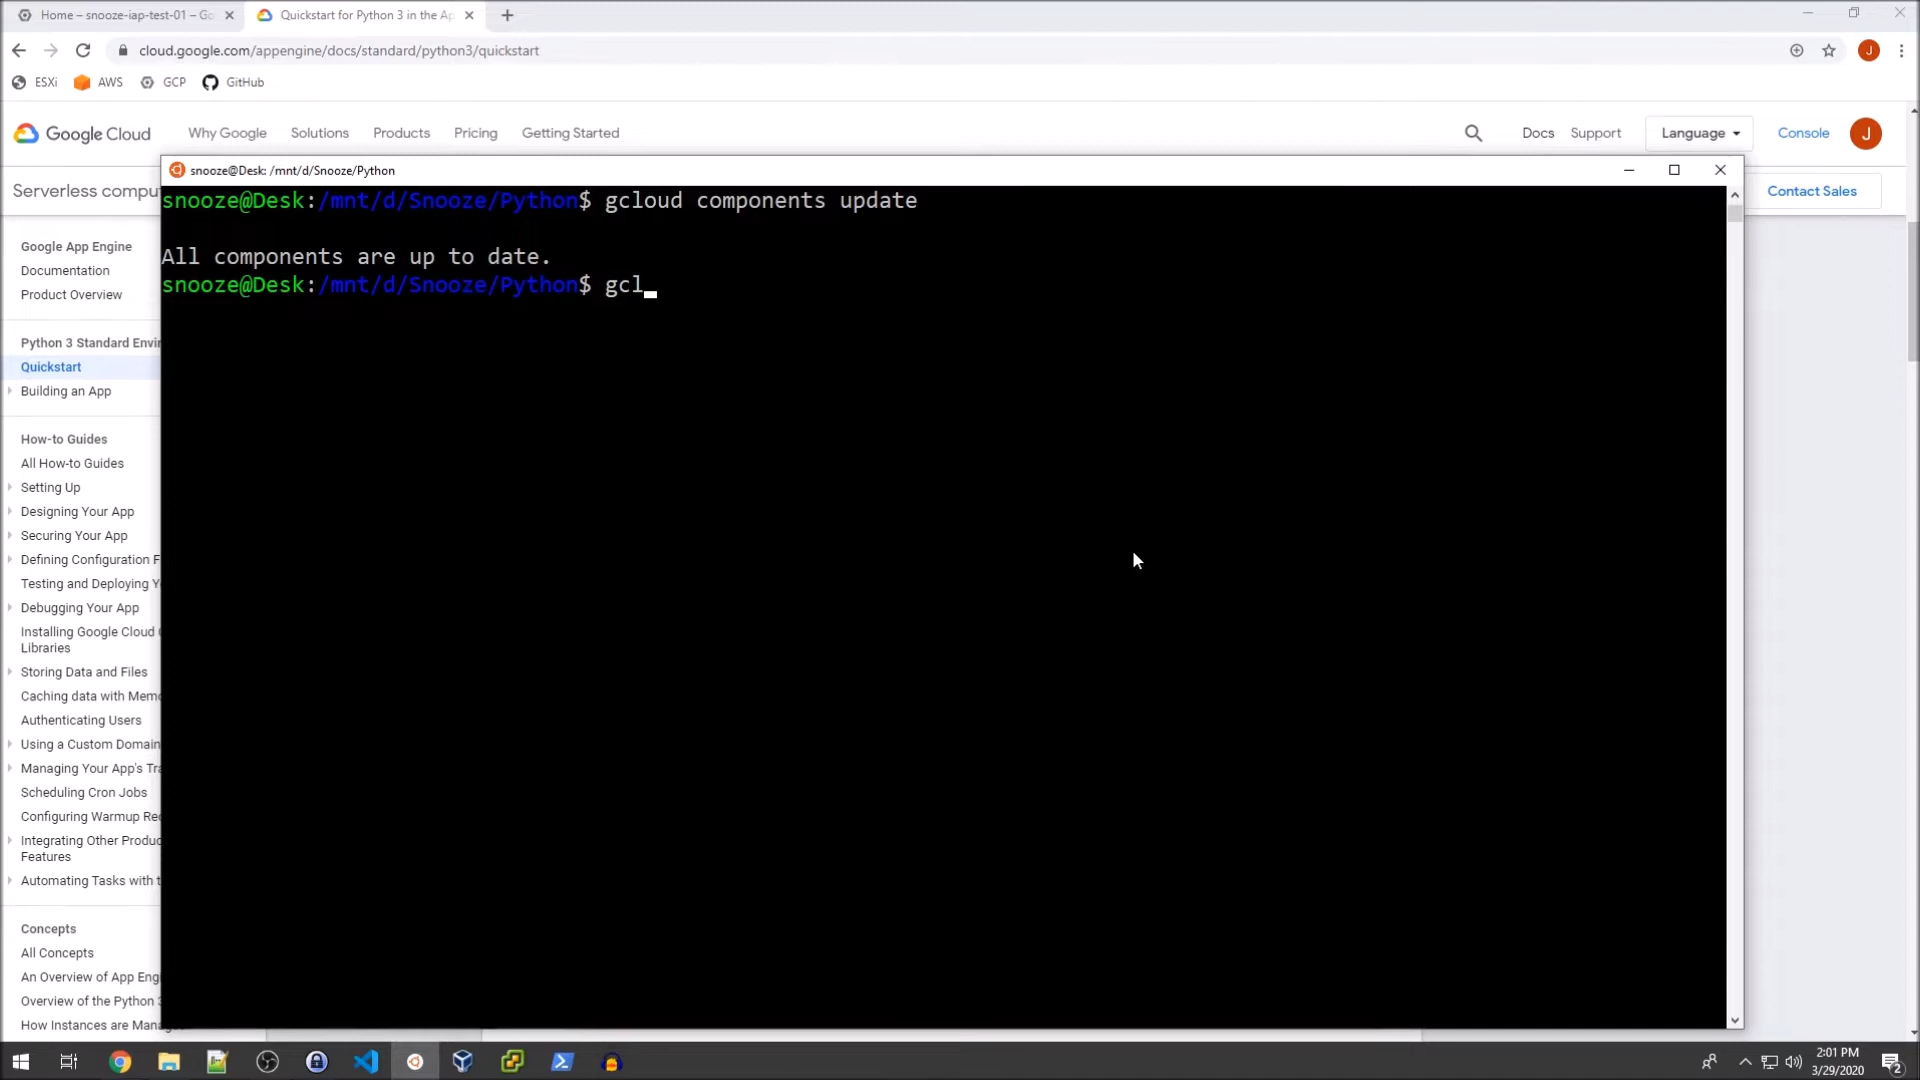 Home – snooze-iap-test-01 – Go
Quickstart for Python 3 in the Ap
cloud.google.com/appengine/docs/standard/python3/quickstart
J
ESXi
AWS
GCP
GitHub
Google Cloud
Why Google
Solutions
Products
Pricing
Getting Started
Docs
Support
Language
Console
J
Serverless compu
Contact Sales
snooze@Desk: /mnt/d/Snooze/Python
snooze@Desk:/mnt/d/Snooze/Python$ gcloud components update
All components are up to date.
snooze@Desk:/mnt/d/Snooze/Python$ gcl
Google App Engine
Documentation
Product Overview
Python 3 Standard Envi
Quickstart
Building an App
How-to Guides
All How-to Guides
Setting Up
Designing Your App
Securing Your App
Defining Configuration F
Testing and Deploying Y
Debugging Your App
Installing Google Cloud
Libraries
Storing Data and Files
Caching data with Memo
Authenticating Users
Using a Custom Domain
Managing Your App's Tra
Scheduling Cron Jobs
Configuring Warmup Rec
Integrating Other Produc
Features
Automating Tasks with t
Concepts
All Concepts
An Overview of App Engi
Overview of the Python 3
How Instances are Manag
2:01 PM
3/29/2020
2